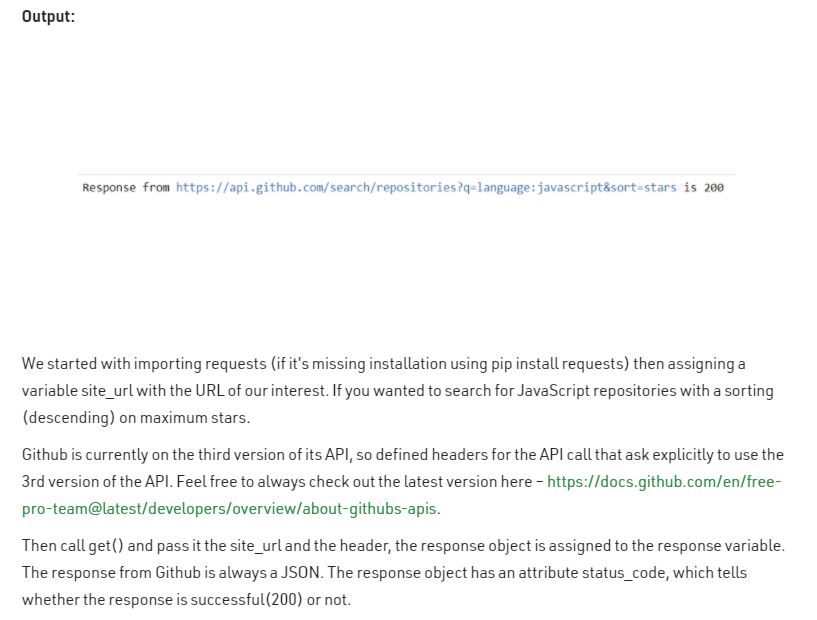 Output:
Response from https://api.github.com/search/repositories?q=language:javascript&sort=stars is 200
We started with importing requests (if it's missing installation using pip install requests) then assigning a
variable site_url with the URL of our interest. If you wanted to search for JavaScript repositories with a sorting
(descending) on maximum stars.
Github is currently on the third version of its API, so defined headers for the API call that ask explicitly to use the
3rd version of the API. Feel free to always check out the latest version here – https://docs.github.com/en/free-
pro-team@latest/developers/overview/about-githubs-apis.
Then call get() and pass it the site_url and the header, the response object is assigned to the response variable.
The response from Github is always a JSON. The response object has an attribute status_code, which tells
whether the response is successful(200) or not.